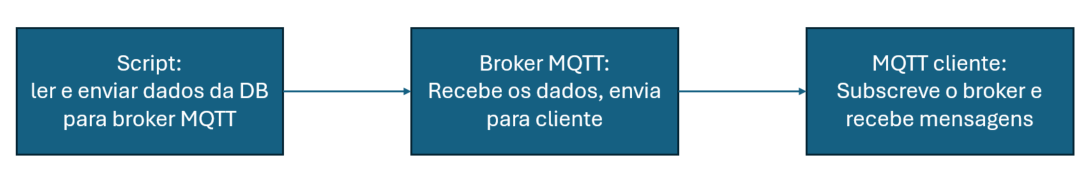 Script:
ler e enviar dados da DB
para broker MQTT
Broker MQTT:
Recebe os dados, envia
para cliente
MQTT cliente:
Subscreve o broker e
recebe mensagens